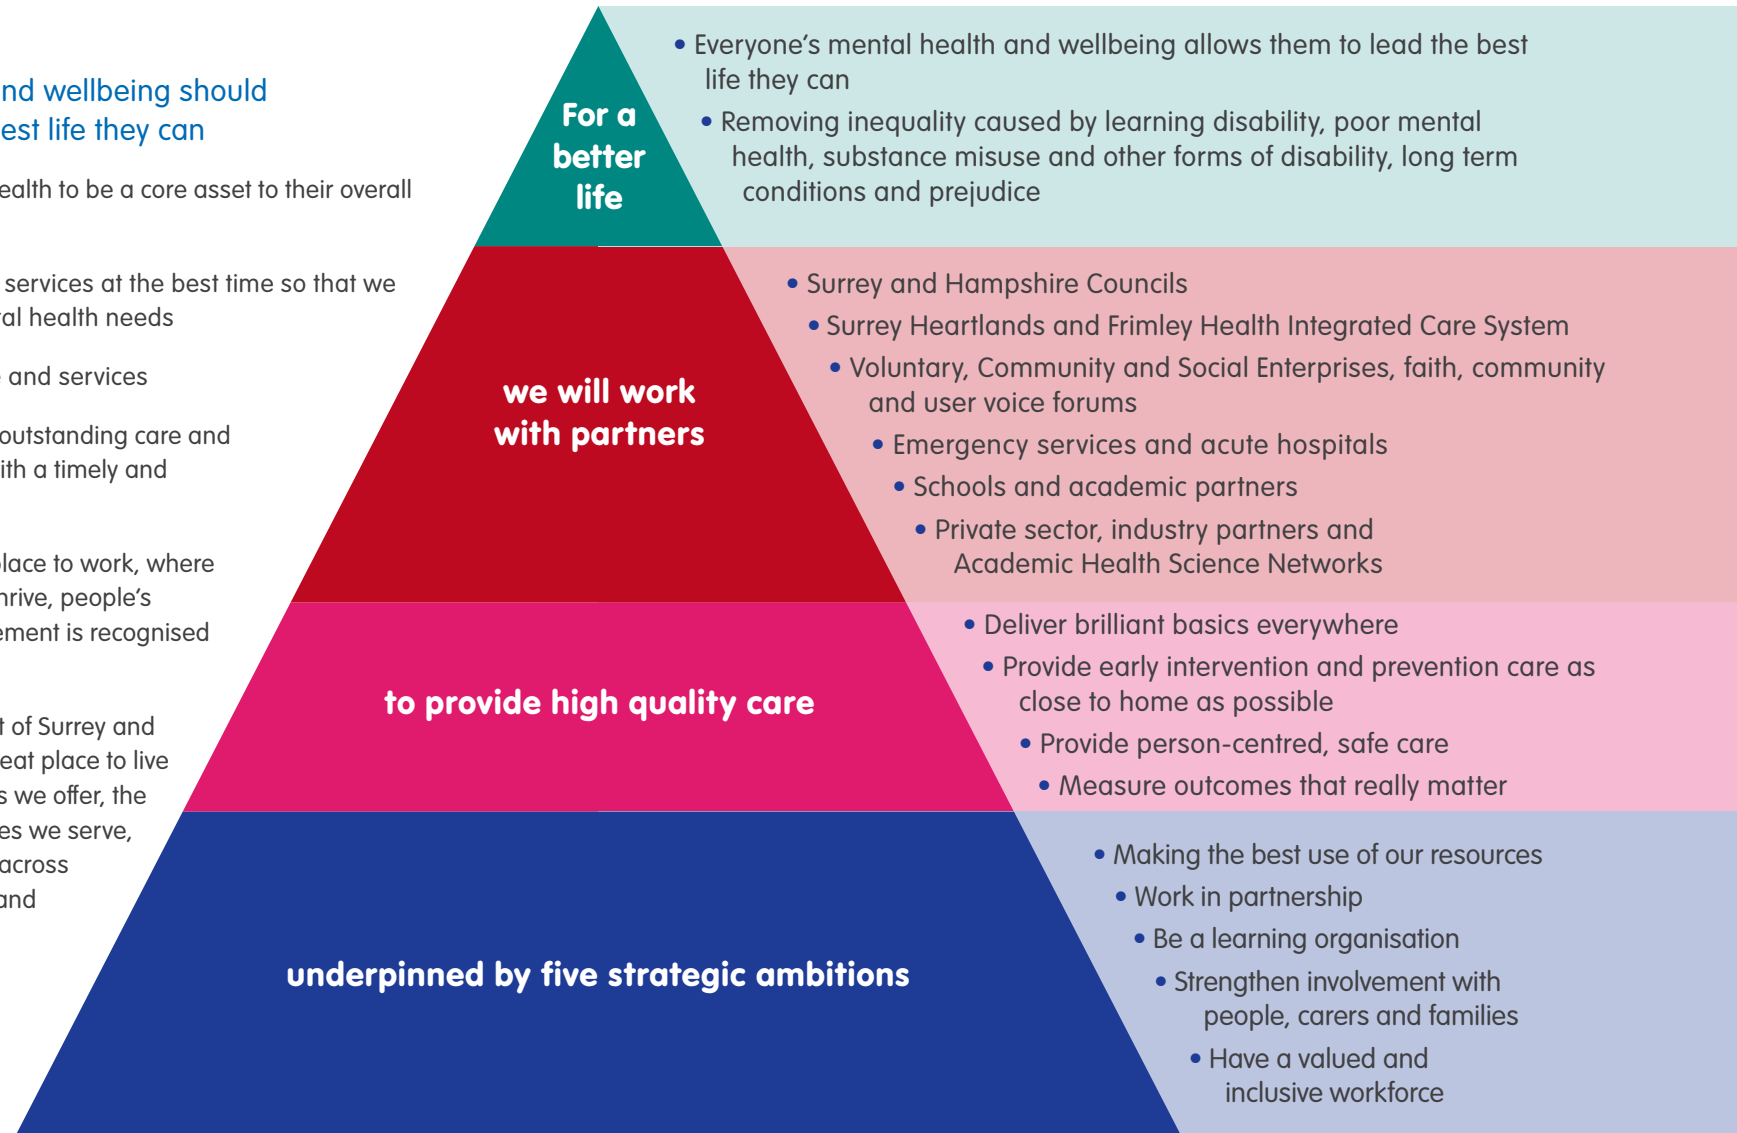 nd wellbeing should
est life they can
ealth to be a core asset to their overall
services at the best time so that we
al health needs
and services
outstanding care and
ith a timely and
place to work, where
hrive, people's
ement is recognised
t of Surrey and
eat place to live
s we offer, the
es we serve,
across
and
For a
better
life
• Everyone's mental health and wellbeing allows them to lead the best
life they can
• Removing inequality caused by learning disability, poor mental
health, substance misuse and other forms of disability, long term
conditions and prejudice
we will work
with partners
• Surrey and Hampshire Councils
• Surrey Heartlands and Frimley Health Integrated Care System
• Voluntary, Community and Social Enterprises, faith, community
and user voice forums
• Emergency services and acute hospitals
• Schools and academic partners
• Private sector, industry partners and
Academic Health Science Networks
to provide high quality care
• Deliver brilliant basics everywhere
• Provide early intervention and prevention care as
close to home as possible
• Provide person-centred, safe care
• Measure outcomes that really matter
underpinned by five strategic ambitions
• Making the best use of our resources
• Work in partnership
• Be a learning organisation
• Strengthen involvement with
people, carers and families
• Have a valued and
inclusive workforce